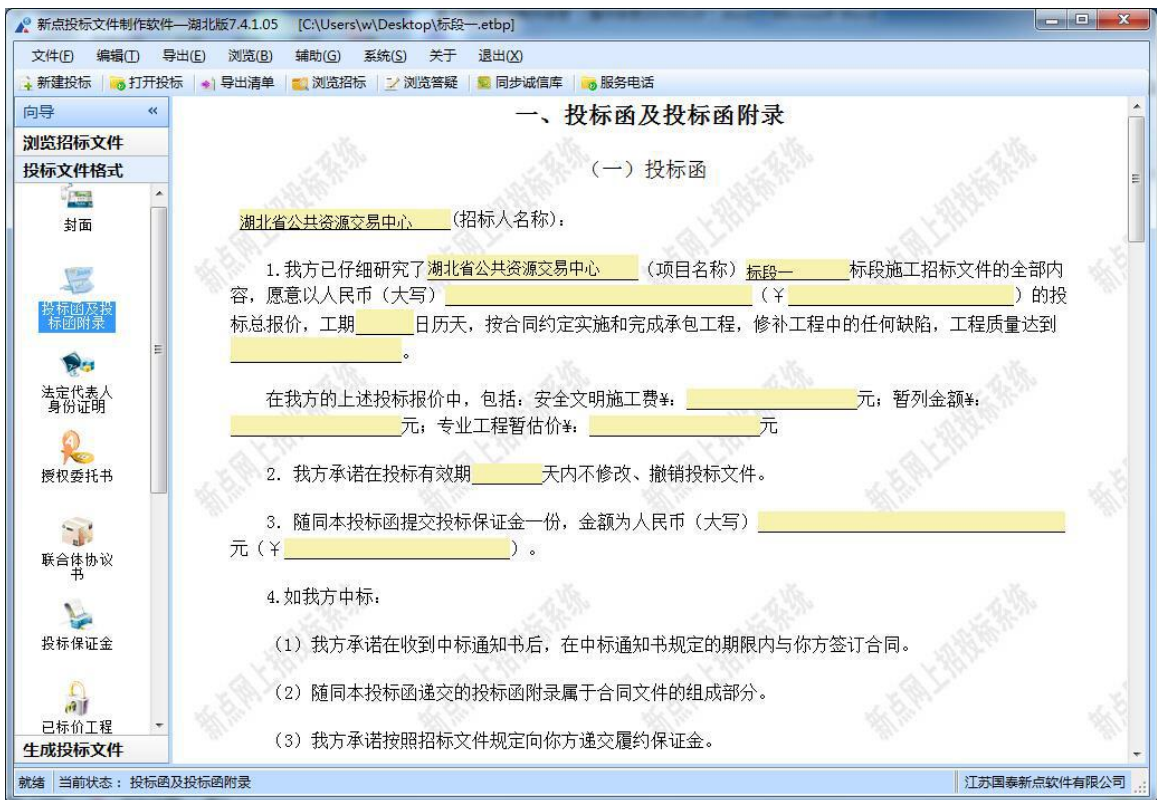 新点投标文件制作软件—湖北版7.4.1.05 [C:\Users\w\Desktop\标段一.etbp]
文件(F) 编辑(T) 导出(E) 浏览(B) 辅助(G) 系统(S) 关于 退出(X)
新建投标 打开投标 导出清单 浏览招标 浏览答疑 同步诚信库 服务电话
向导 «
浏览招标文件
投标文件格式
封面
投标函及投
标函附录
法定代表人
身份证明
授权委托书
联合体协议
书
投标保证金
已标价工程
生成投标文件
一、投标函及投标函附录
（一）投标函
湖北省公共资源交易中心 (招标人名称)：
1.我方已仔细研究了湖北省公共资源交易中心 （项目名称）标段一 标段施工招标文件的全部内
容，愿意以人民币（大写） （￥ ）的投
标总报价，工期 日历天，按合同约定实施和完成承包工程，修补工程中的任何缺陷，工程质量达到
。
在我方的上述投标报价中，包括：安全文明施工费¥： 元；暂列金额¥：
元；专业工程暂估价¥： 元
2. 我方承诺在投标有效期 天内不修改、撤销投标文件。
3. 随同本投标函提交投标保证金一份，金额为人民币（大写）
元（￥ ）。
4.如我方中标：
（1）我方承诺在收到中标通知书后，在中标通知书规定的期限内与你方签订合同。
（2）随同本投标函递交的投标函附录属于合同文件的组成部分。
（3）我方承诺按照招标文件规定向你方递交履约保证金。
新点网上招投标系统
就绪 当前状态：投标函及投标函附录 江苏国泰新点软件有限公司